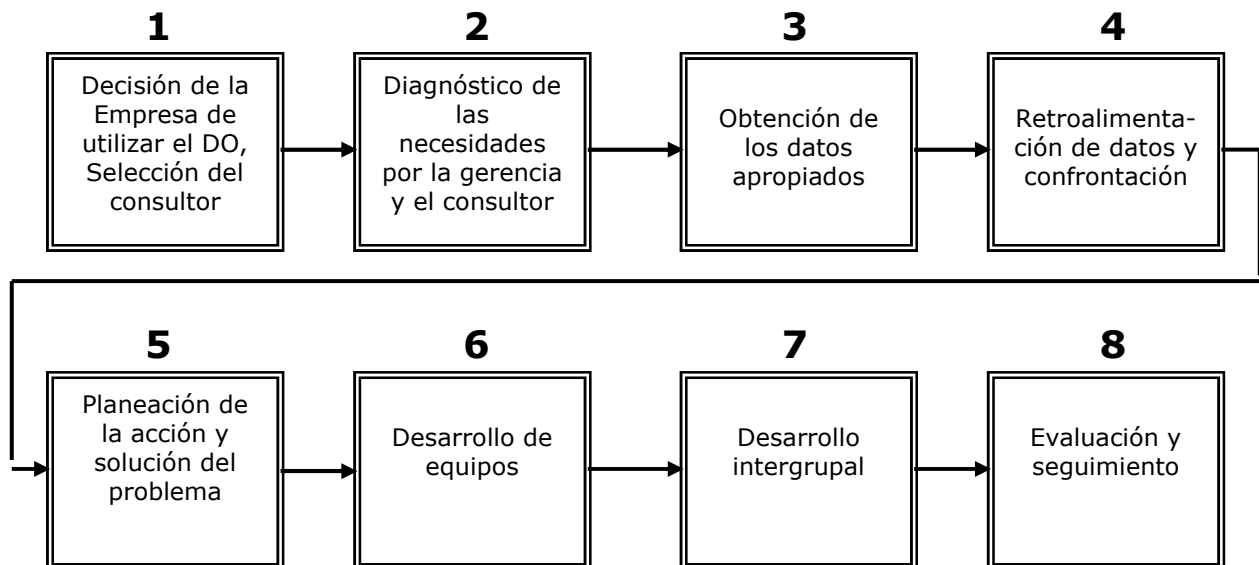 1
Decisión de la
Empresa de
utilizar el DO,
Selección del
consultor
2
Diagnóstico de
las
necesidades
por la gerencia
y el consultor
3
Obtención de
los datos
apropiados
4
Retroalimenta-
ción de datos y
confrontación
5
Planeación de
la acción y
solución del
problema
6
Desarrollo de
equipos
7
Desarrollo
intergrupal
8
Evaluación y
seguimiento